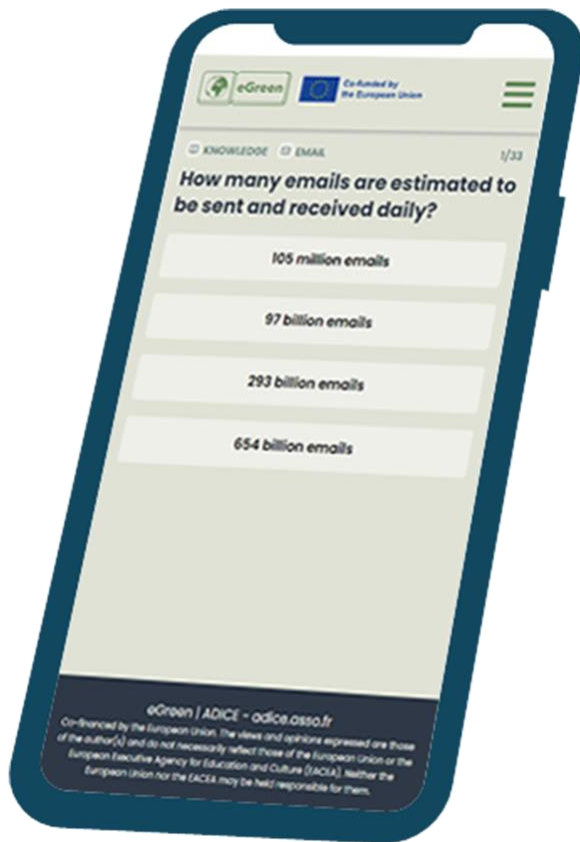 eGreen
Co-funded by
the European Union
KNOWLEDGE EMAIL 1/33
How many emails are estimated to
be sent and received daily?
105 million emails
97 billion emails
293 billion emails
654 billion emails
eGreen | ADICE - adice.asso.fr
Co-financed by the European Union. The views and opinions expressed are those
of the author(s) and do not necessarily reflect those of the European Union or the
European Executive Agency for Education and Culture (EACEA). Neither the
European Union nor the EACEA may be held responsible for them.